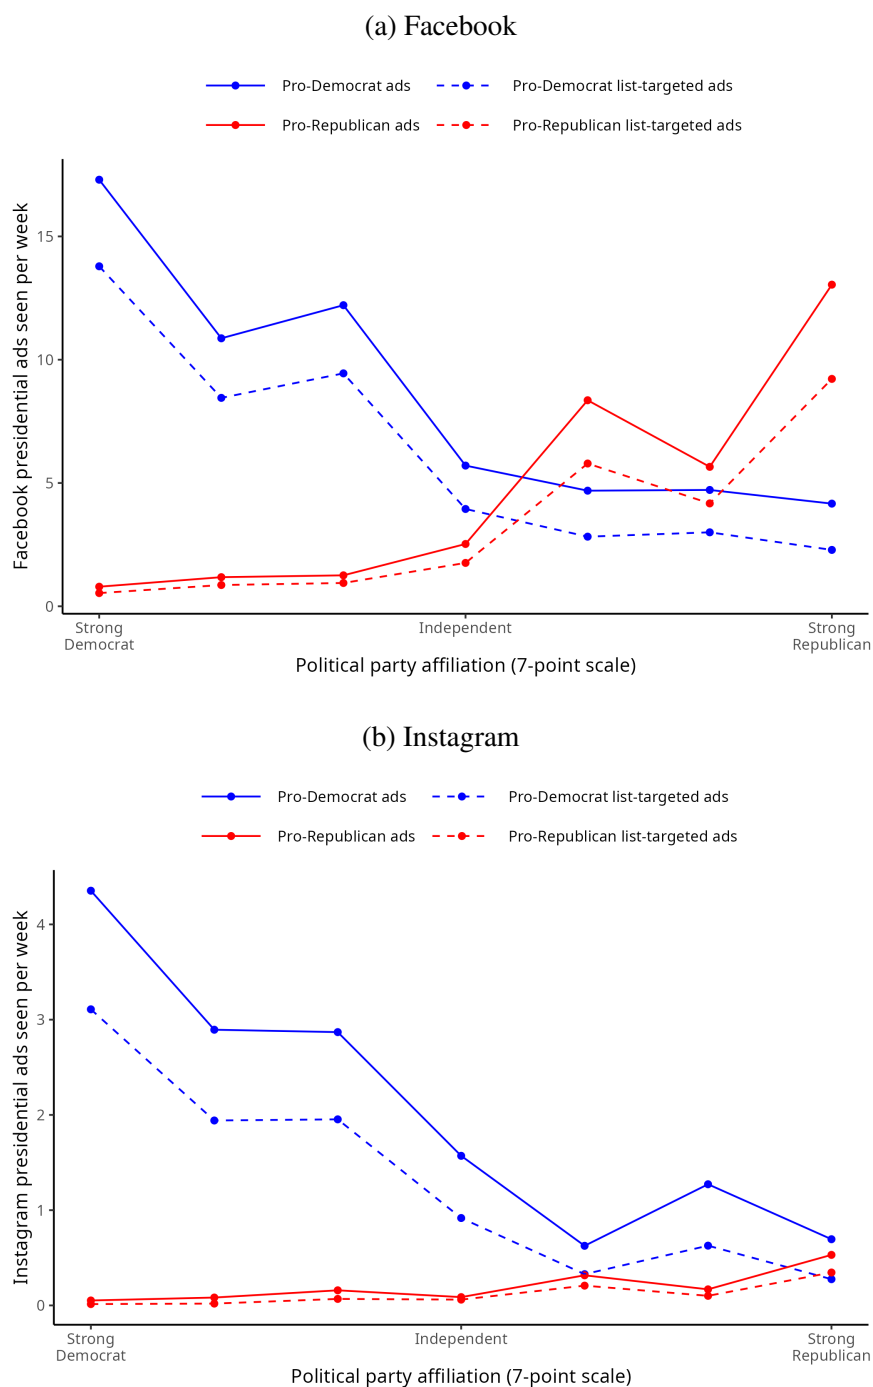 (a) Facebook
Pro-Democrat ads
Pro-Democrat list-targeted ads
Pro-Republican ads
Pro-Republican list-targeted ads
Facebook presidential ads seen per week
15
10
5
0
Strong
Democrat
Independent
Strong
Republican
Political party affiliation (7-point scale)
(b) Instagram
Pro-Democrat ads
Pro-Democrat list-targeted ads
Pro-Republican ads
Pro-Republican list-targeted ads
Instagram presidential ads seen per week
4
3
2
1
0
Strong
Democrat
Independent
Strong
Republican
Political party affiliation (7-point scale)